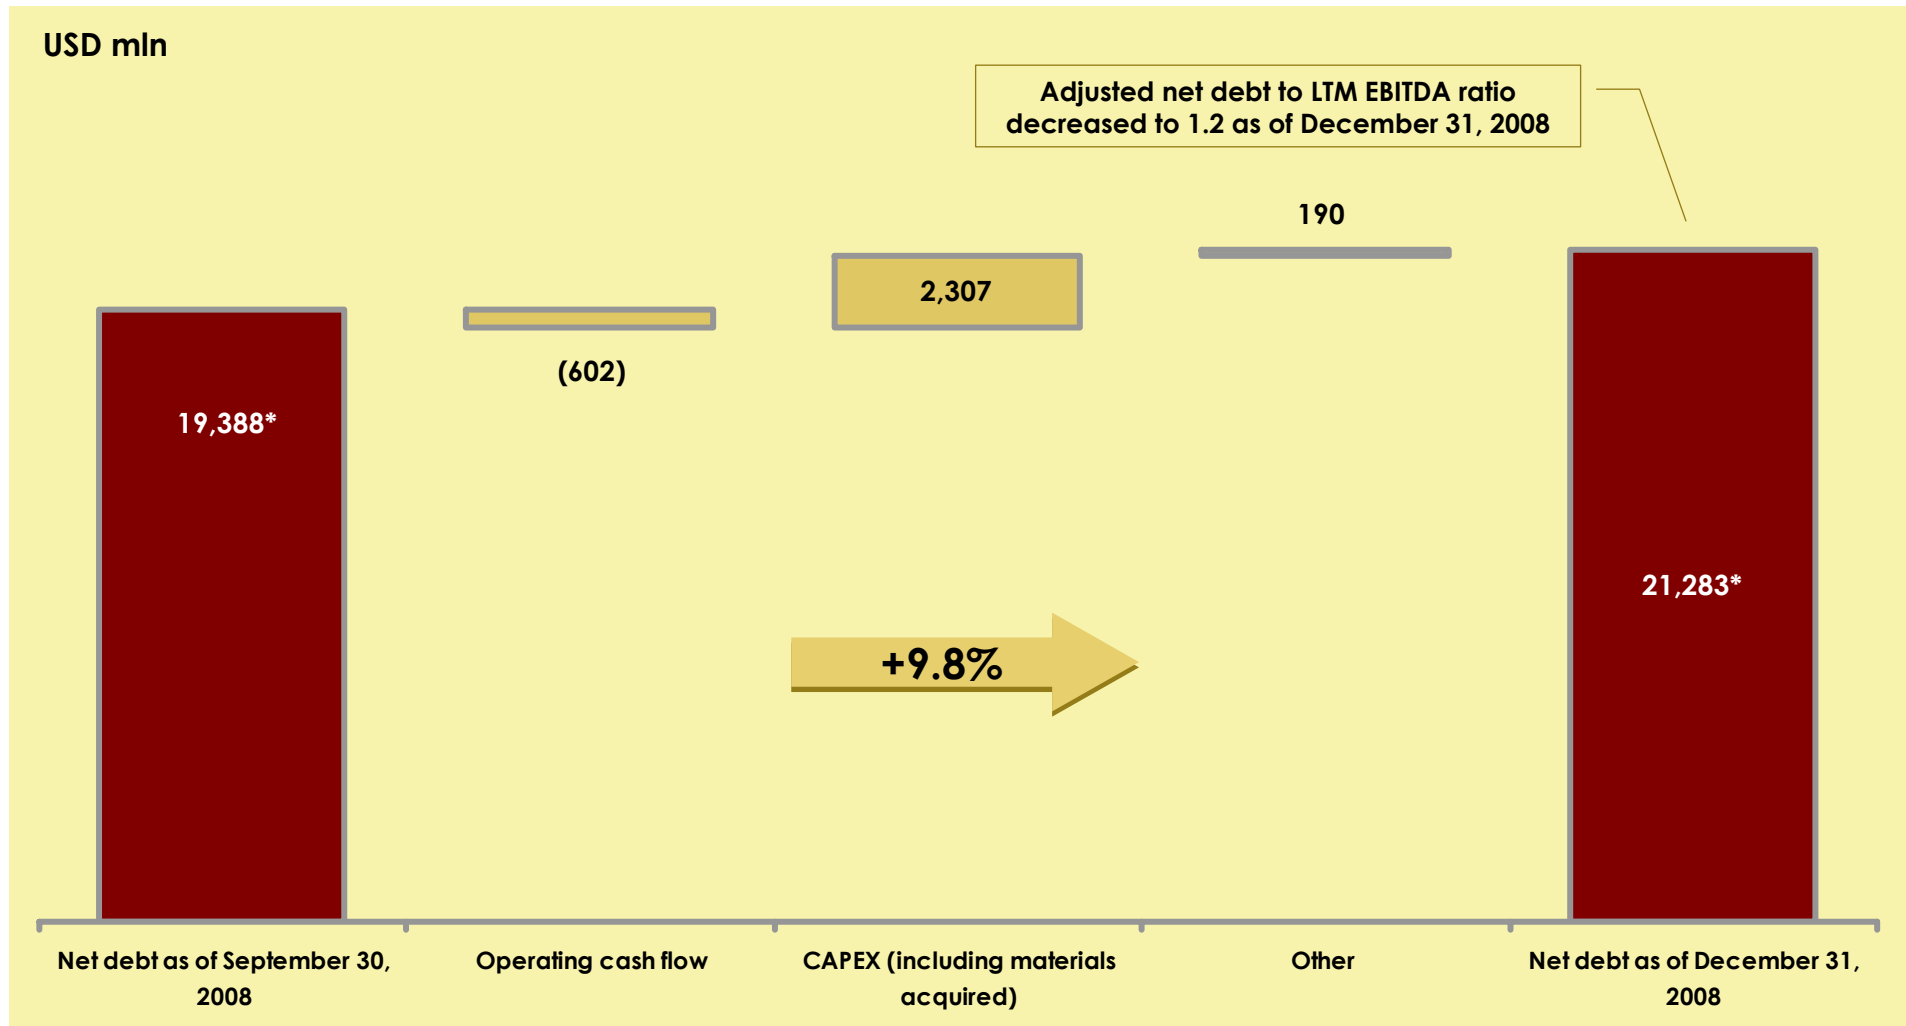 USD mln
Adjusted net debt to LTM EBITDA ratio
decreased to 1.2 as of December 31, 2008
190
2,307
(602)
19,388*
21,283*
+9.8%
Net debt as of September 30,
2008
Operating cash flow
CAPEX (including materials
acquired)
Other
Net debt as of December 31,
2008